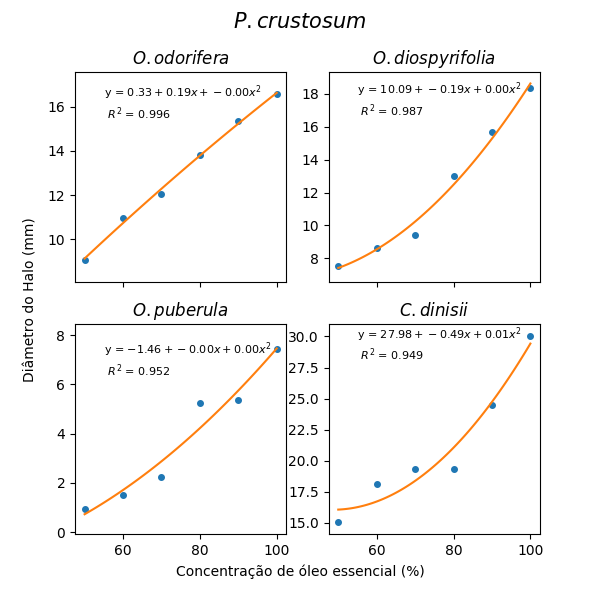 P. crustosum
O. odorifera
O. diospyrifolia
y = 0.33 + 0.19x + −0.00x²
R² = 0.996
y = 10.09 + −0.19x + 0.00x²
R² = 0.987
16
14
12
10
18
16
14
12
10
8
O. puberula
C. dinisii
y = −1.46 + −0.00x + 0.00x²
R² = 0.952
y = 27.98 + −0.49x + 0.01x²
R² = 0.949
8
6
4
2
0
30.0
27.5
25.0
22.5
20.0
17.5
15.0
60 80 100
60 80 100
Diâmetro do Halo (mm)
Concentração de óleo essencial (%)